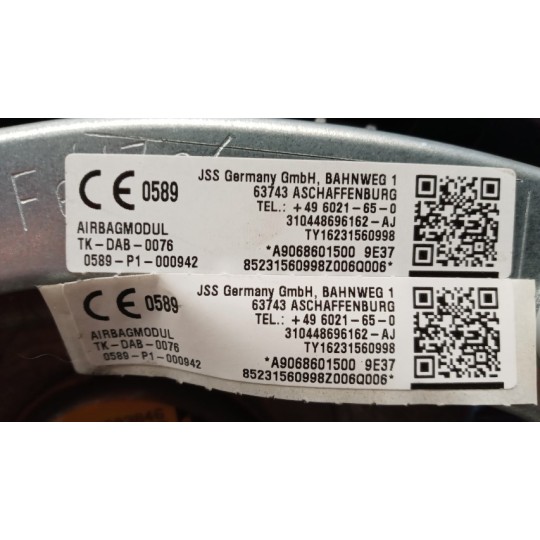 CE 0589
JSS Germany GmbH, BAHNWEG 1
63743 ASCHAFFENBURG
TEL.: +49 6021-65-0
310448696162-AJ
TY16231560998
AIRBAGMODUL
TK-DAB-0076
0589-P1-000942
*A9068601500 9E37
85231560998Z006Q006*
CE 0589
JSS Germany GmbH, BAHNWEG 1
63743 ASCHAFFENBURG
TEL.: +49 6021-65-0
310448696162-AJ
TY16231560998
AIRBAGMODUL
TK-DAB-0076
0589-P1-000942
*A9068601500 9E37
85231560998Z006Q006*